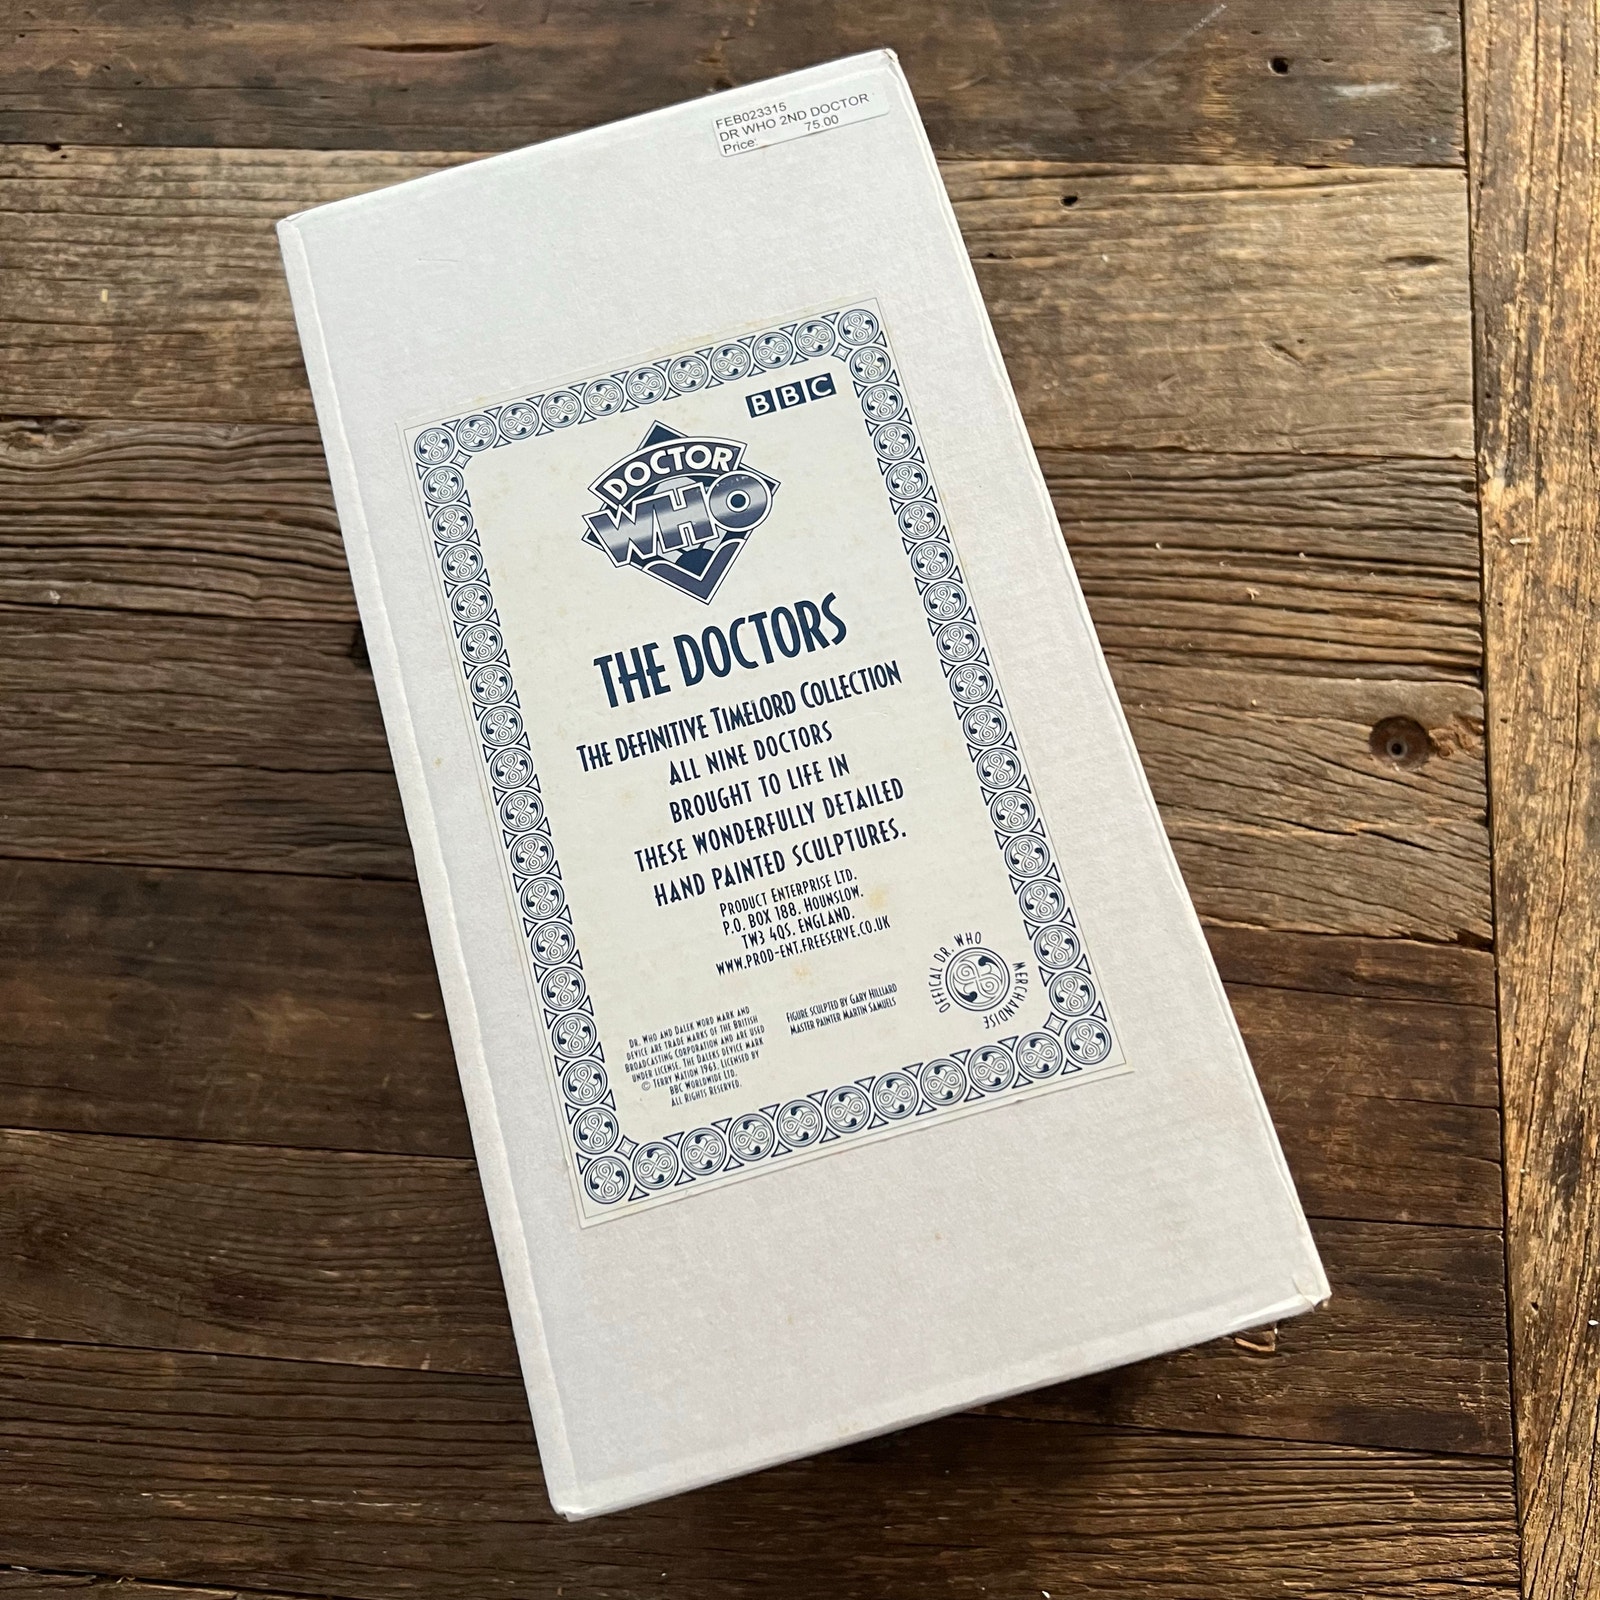 FEB023315
DR WHO 2ND DOCTOR
Price: 75.00
BBC
DOCTOR
WHO
THE DOCTORS
THE DEFINITIVE TIMELORD COLLECTION
ALL NINE DOCTORS
BROUGHT TO LIFE IN
THESE WONDERFULLY DETAILED
HAND PAINTED SCULPTURES.
PRODUCT ENTERPRISE LTD.
P.O. BOX 188, HOUNSLOW,
TW3 4QS, ENGLAND.
WWW.PROD-ENT.FREESERVE.CO.UK
DR. WHO AND DALEK WORD MARK AND
DEVICE ARE TRADE MARKS OF THE BRITISH
BROADCASTING CORPORATION AND ARE USED
UNDER LICENSE. THE DALEKS DEVICE MARK
© TERRY NATION 1963. LICENSED BY
BBC WORLDWIDE LTD.
ALL RIGHTS RESERVED.
FIGURE SCULPTED BY GARY HILLIARD
MASTER PAINTER MARTIN SAMUELS
OFFICAL DR. WHO MERCHANDISE